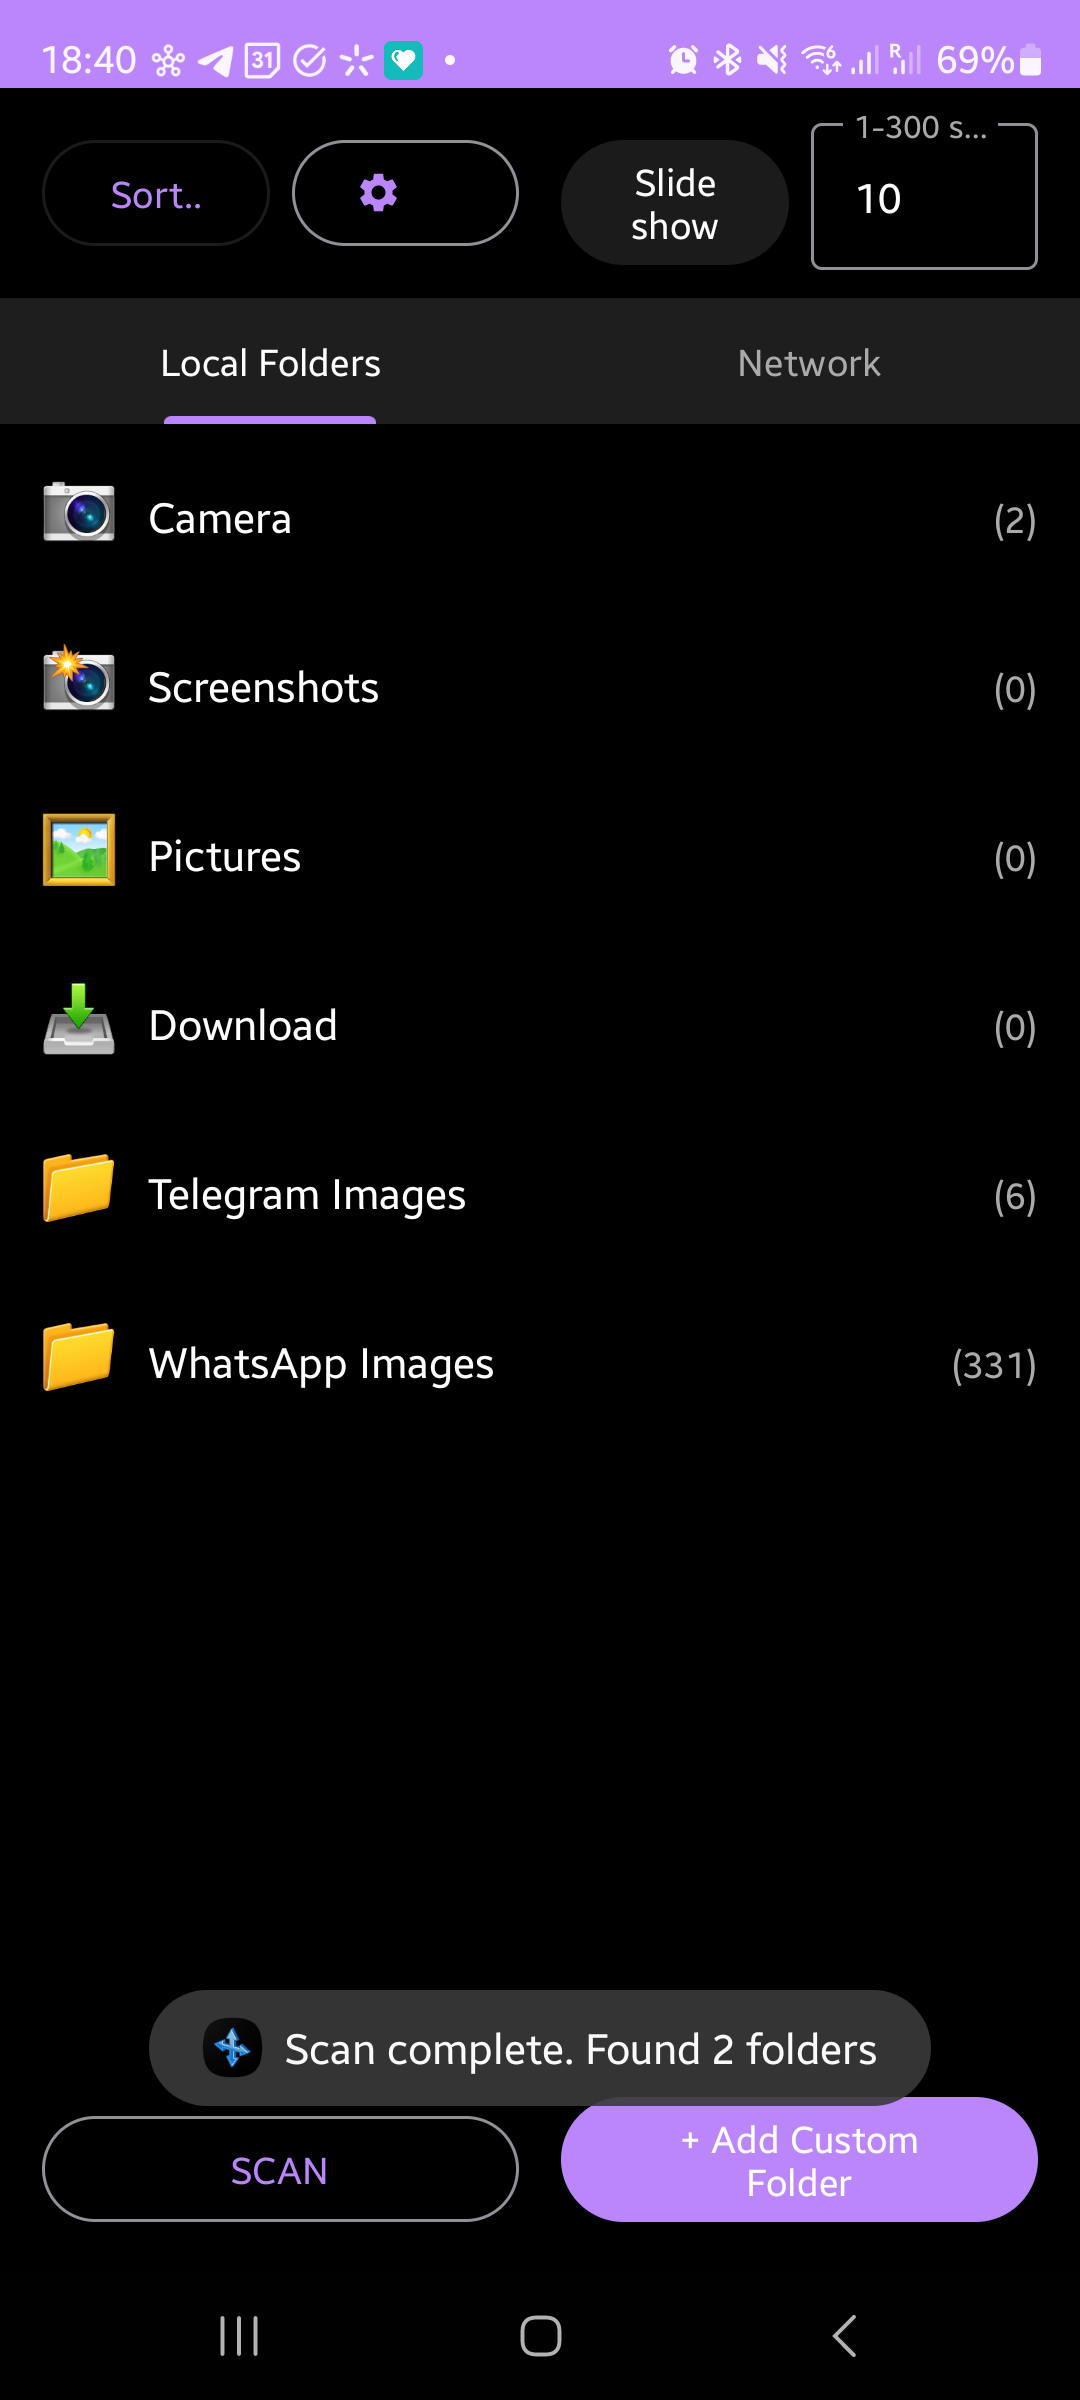 18:40
31
6
R
69%
Sort..
Slide
show
1-300 s...
10
Local Folders
Network
Camera
(2)
Screenshots
(0)
Pictures
(0)
Download
(0)
Telegram Images
(6)
WhatsApp Images
(331)
Scan complete. Found 2 folders
SCAN
+ Add Custom
Folder